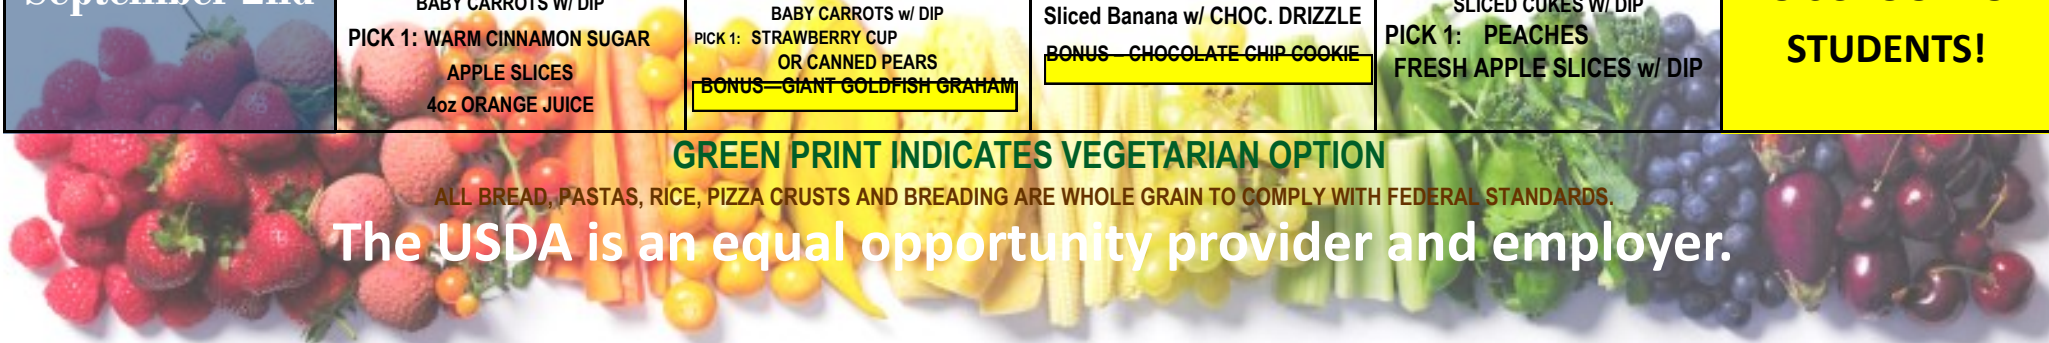 September 2nd
BABY CARROTS W/ DIP
PICK 1: WARM CINNAMON SUGAR
APPLE SLICES
4oz ORANGE JUICE
BABY CARROTS w/ DIP
PICK 1: STRAWBERRY CUP
OR CANNED PEARS
BONUS—GIANT GOLDFISH GRAHAM
Sliced Banana w/ CHOC. DRIZZLE
BONUS – CHOCOLATE CHIP COOKIE
SLICED CUKES W/ DIP
PICK 1: PEACHES
FRESH APPLE SLICES w/ DIP
STUDENTS!
GREEN PRINT INDICATES VEGETARIAN OPTION
ALL BREAD, PASTAS, RICE, PIZZA CRUSTS AND BREADING ARE WHOLE GRAIN TO COMPLY WITH FEDERAL STANDARDS.
The USDA is an equal opportunity provider and employer.